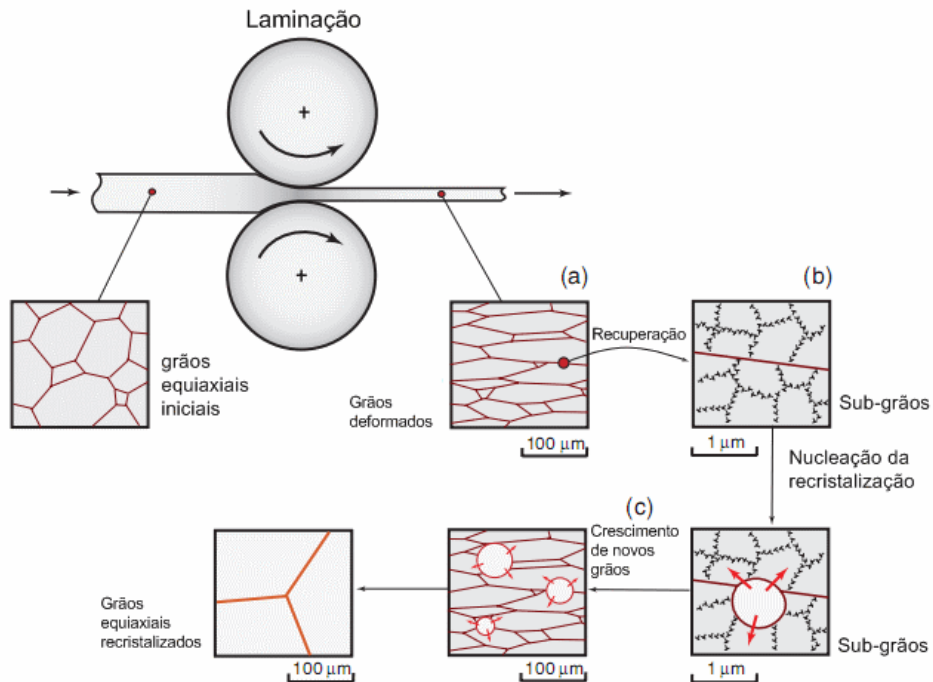 Laminação
+
+
grãos
equiaxiais
iniciais
(a)
Grãos
deformados
100 μm
Recuperação
(b)
Sub-grãos
1 μm
Nucleação da
recristalização
Sub-grãos
1 μm
(c)
Crescimento
de novos
grãos
100 μm
Grãos
equiaxiais
recristalizados
100 μm